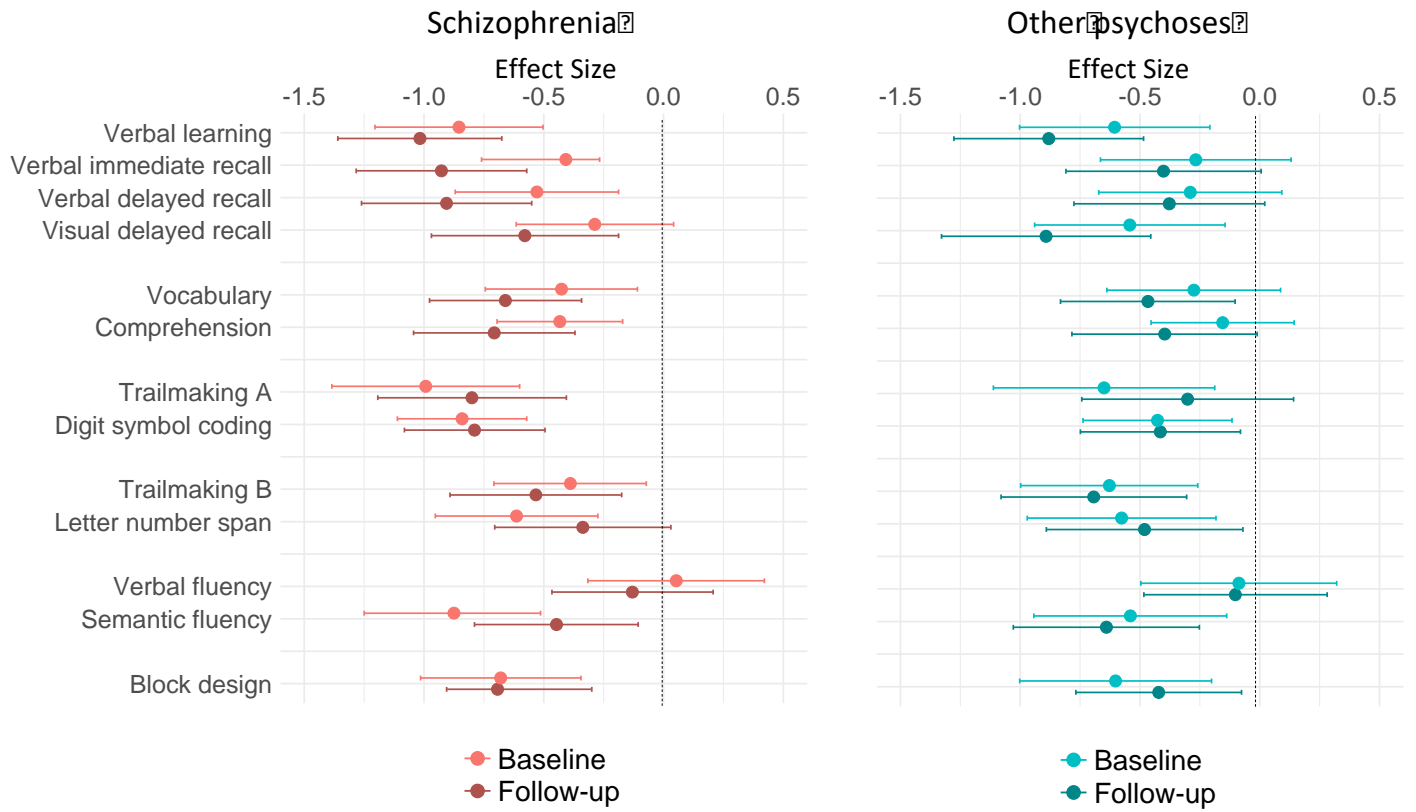 Schizophrenia⍰
Other⍰psychoses⍰
Effect Size
Effect Size
-1.5 -1.0 -0.5 0.0 0.5
-1.5 -1.0 -0.5 0.0 0.5
Verbal learning
Verbal immediate recall
Verbal delayed recall
Visual delayed recall
Vocabulary
Comprehension
Trailmaking A
Digit symbol coding
Trailmaking B
Letter number span
Verbal fluency
Semantic fluency
Block design
Baseline
Follow-up
Baseline
Follow-up